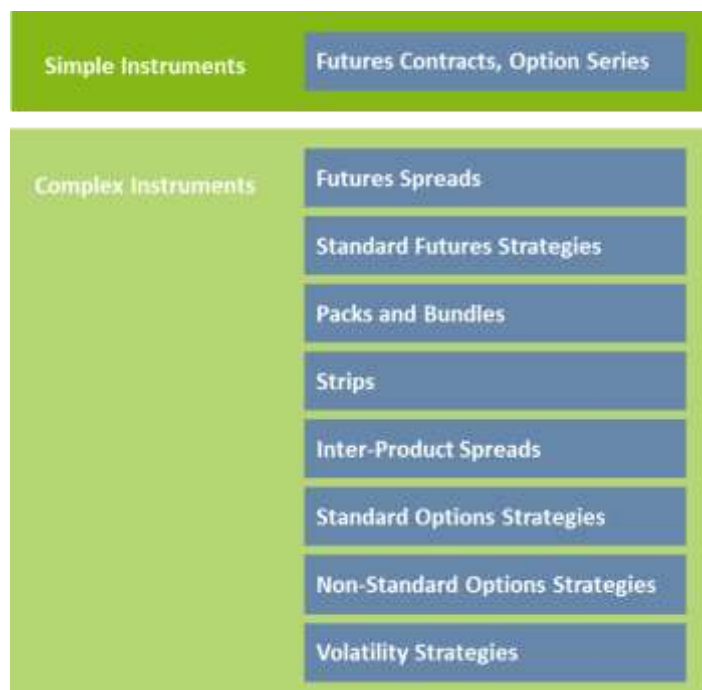 Simple Instruments
Futures Contracts, Option Series
Complex Instruments
Futures Spreads
Standard Futures Strategies
Packs and Bundles
Strips
Inter-Product Spreads
Standard Options Strategies
Non-Standard Options Strategies
Volatility Strategies